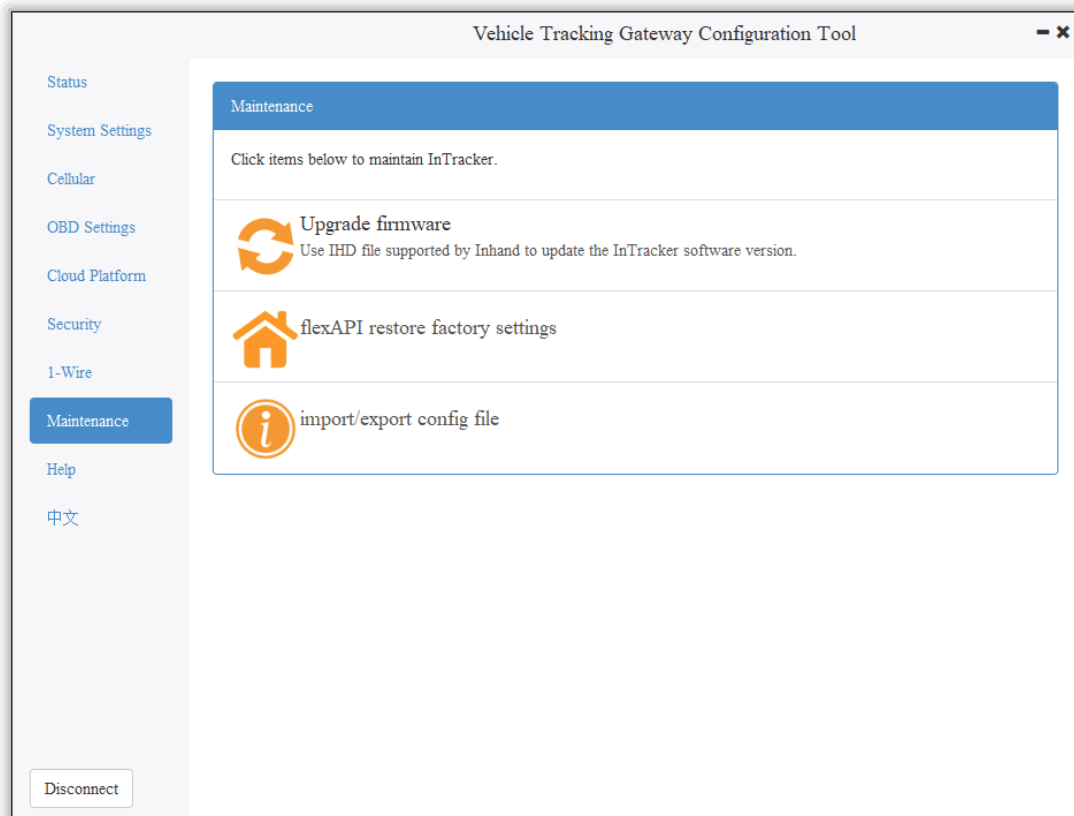 Vehicle Tracking Gateway Configuration Tool
Status
System Settings
Cellular
OBD Settings
Cloud Platform
Security
1-Wire
Maintenance
Help
中文
Disconnect
Maintenance
Click items below to maintain InTracker.
Upgrade firmware
Use IHD file supported by Inhand to update the InTracker software version.
flexAPI restore factory settings
import/export config file